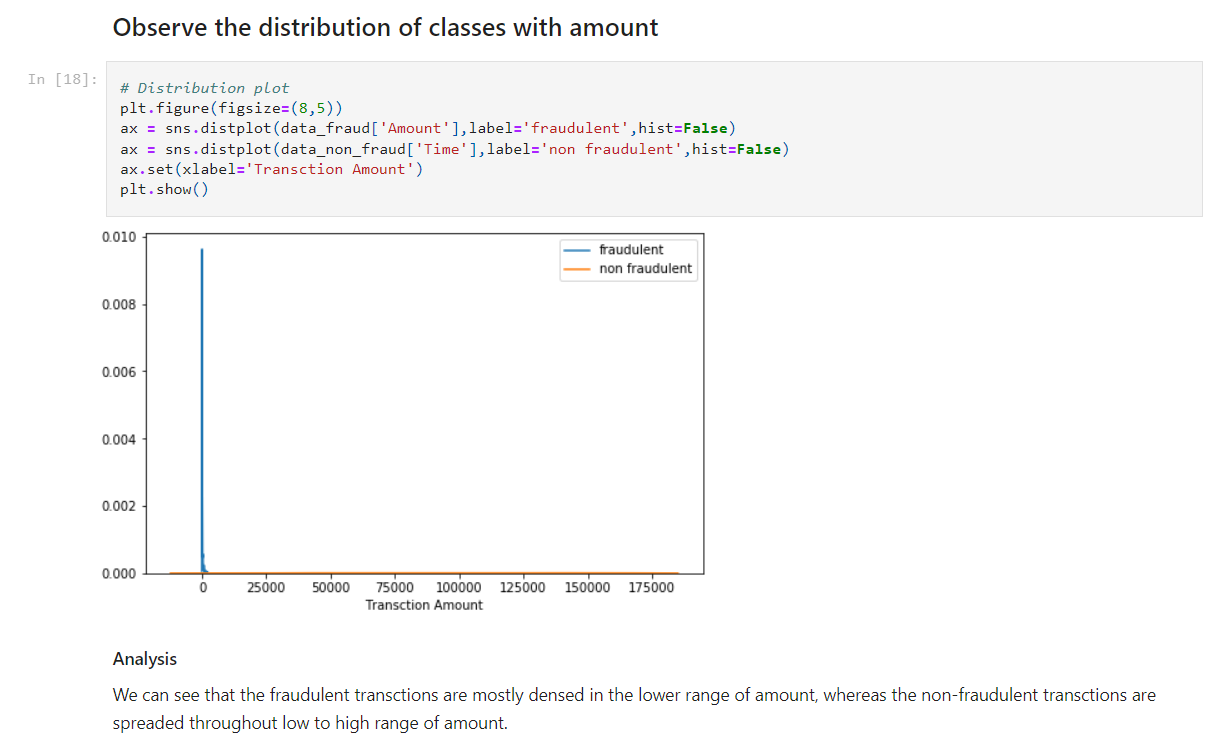 Observe the distribution of classes with amount
In [18]:
# Distribution plot
plt.figure(figsize=(8,5))
ax = sns.distplot(data_fraud['Amount'],label='fraudulent',hist=False)
ax = sns.distplot(data_non_fraud['Time'],label='non fraudulent',hist=False)
ax.set(xlabel='Transction Amount')
plt.show()
0.010
0.008
0.006
0.004
0.002
0.000
fraudulent
non fraudulent
0 25000 50000 75000 100000 125000 150000 175000
Transction Amount
Analysis
We can see that the fraudulent transctions are mostly densed in the lower range of amount, whereas the non-fraudulent transctions are
spreaded throughout low to high range of amount.